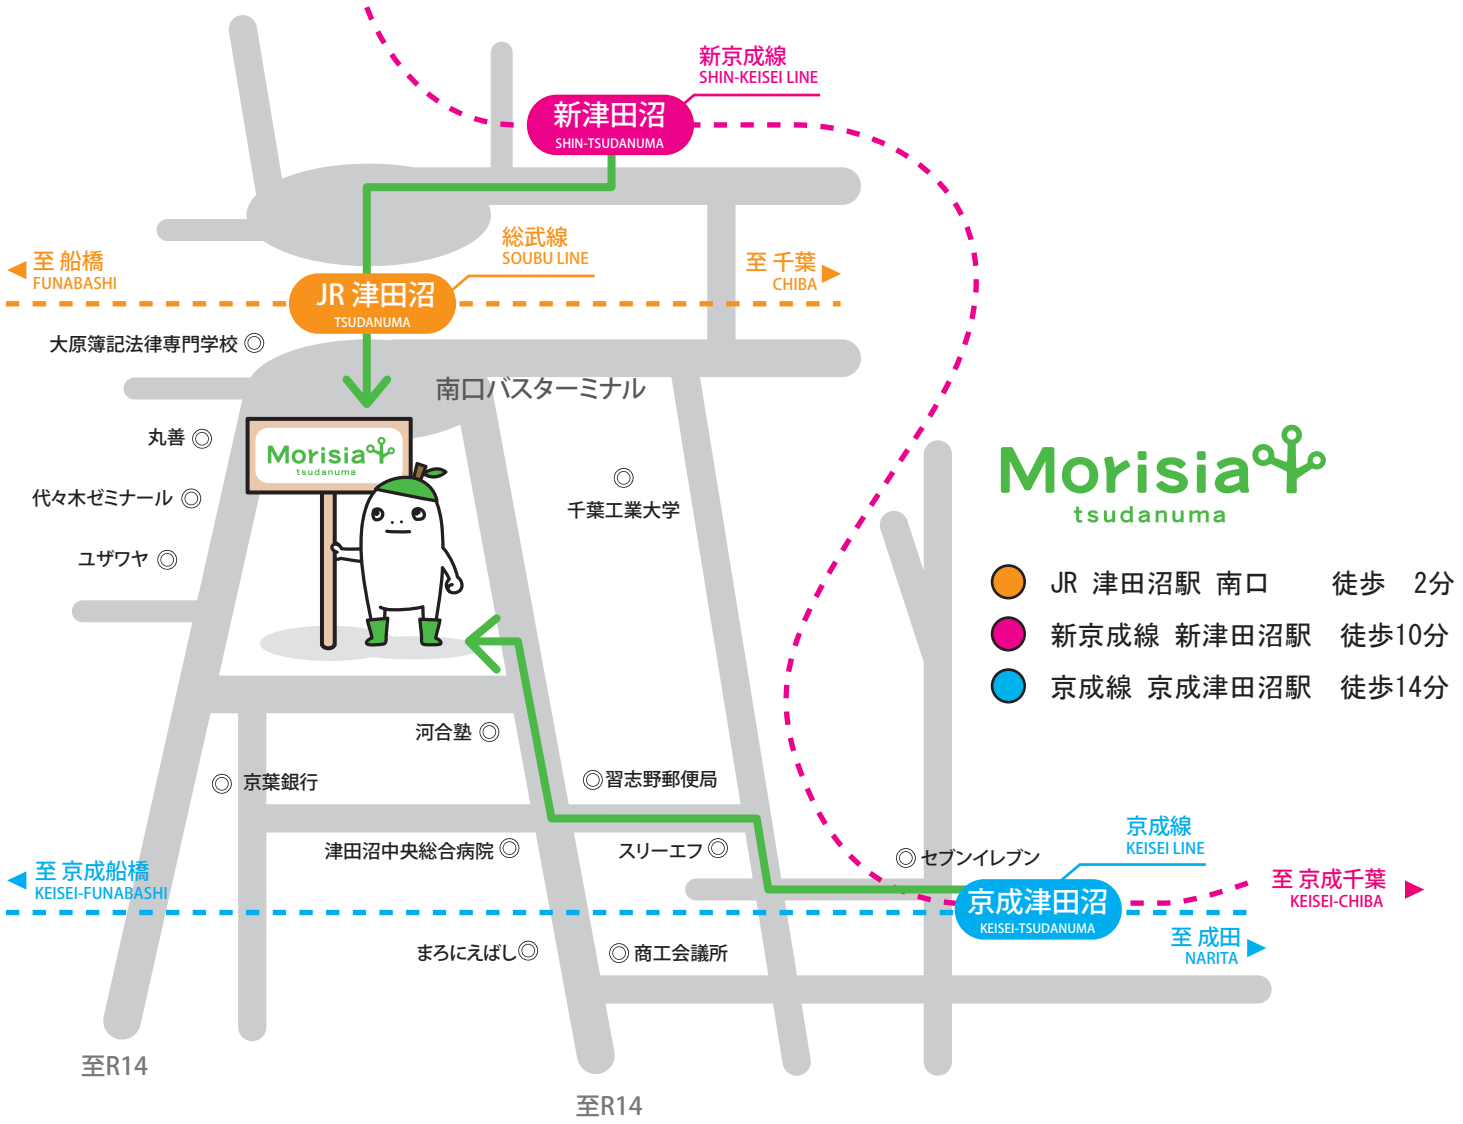 新京成線
SHIN-KEISEI LINE
新津田沼
SHIN-TSUDANUMA
総武線
SOUBU LINE
至 船橋
FUNABASHI
至 千葉
CHIBA
JR 津田沼
TSUDANUMA
大原簿記法律専門学校
南口バスターミナル
丸善
Morisia
tsudanuma
代々木ゼミナール
千葉工業大学
ユザワヤ
Morisia
tsudanuma
JR 津田沼駅 南口 徒歩 2分
新京成線 新津田沼駅 徒歩10分
京成線 京成津田沼駅 徒歩14分
河合塾
京葉銀行
習志野郵便局
津田沼中央総合病院
スリーエフ
セブンイレブン
京成線
KEISEI LINE
至 京成船橋
KEISEI-FUNABASHI
京成津田沼
KEISEI-TSUDANUMA
至 京成千葉
KEISEI-CHIBA
至 成田
NARITA
まろにえばし
商工会議所
至R14
至R14